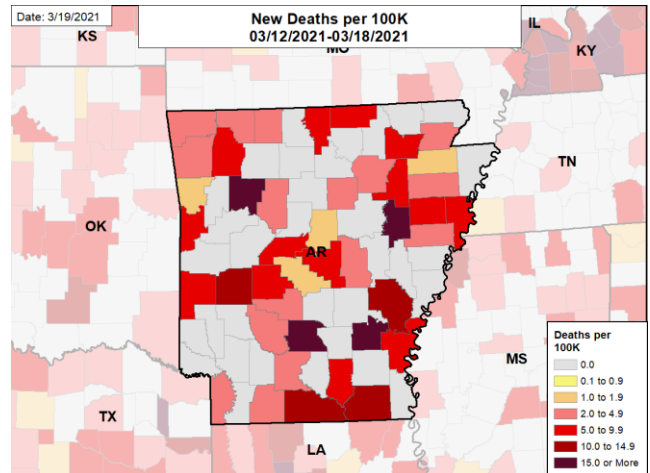 Date: 3/19/2021
New Deaths per 100K
03/12/2021-03/18/2021
IL
KS
MO
KY
TN
OK
AR
MS
TX
LA
Deaths per
100K
0.0
0.1 to 0.9
1.0 to 1.9
2.0 to 4.9
5.0 to 9.9
10.0 to 14.9
15.0 or More